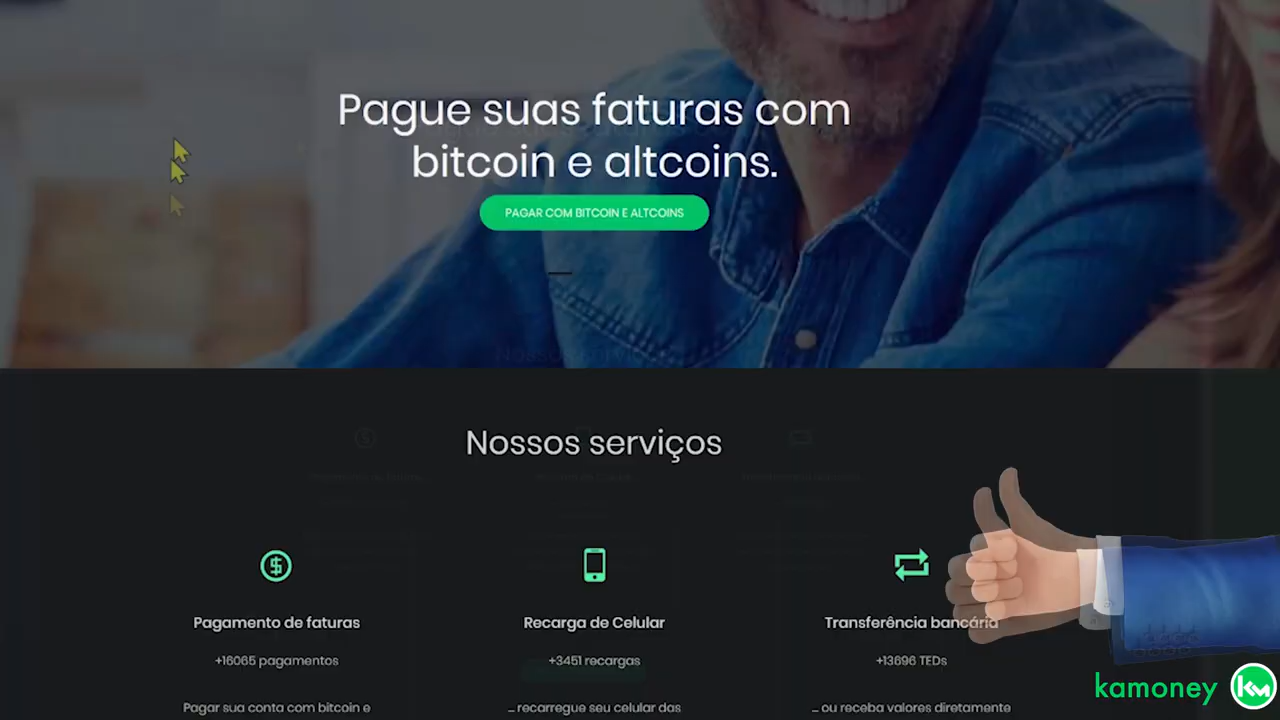 Pague suas faturas com
bitcoin e altcoins.
PAGAR COM BITCOIN E ALTCOINS
Nossos serviços
Pagamento de faturas
Recarga de Celular
Transferência bancária
+16065 pagamentos
+3451 recargas
+13696 TEDs
Pagar sua conta com bitcoin e
... recarregue seu celular das
... ou receba valores diretamente
kamoney